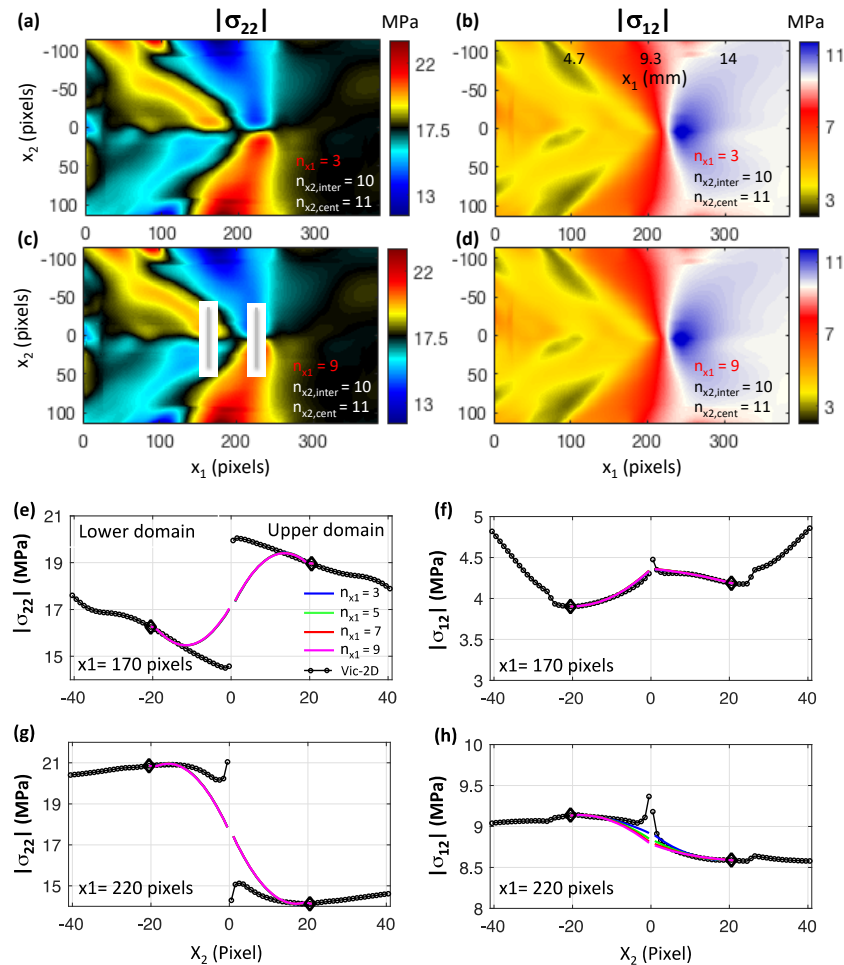 (a) |σ22| MPa (b) |σ12| MPa
-100
-50
0
50
100
x2 (pixels)
22
17.5
13
4.7 9.3 14
x1 (mm)
11
7
3
nx1 = 3
nx2,inter = 10
nx2,cent = 11
nx1 = 3
nx2,inter = 10
nx2,cent = 11
0 100 200 300
0 100 200 300
(c) (d)
-100
-50
0
50
100
x2 (pixels)
22
17.5
13
11
7
3
nx1 = 9
nx2,inter = 10
nx2,cent = 11
nx1 = 9
nx2,inter = 10
nx2,cent = 11
0 100 200 300
0 100 200 300
x1 (pixels) x1 (pixels)
(e)
21
19
17
15
|σ22| (MPa)
Lower domain Upper domain
nx1 = 3
nx1 = 5
nx1 = 7
nx1 = 9
Vic-2D
x1= 170 pixels
-40 -20 0 20 40
(f)
5
4.5
4
3.5
3
|σ12| (MPa)
x1= 170 pixels
-40 -20 0 20 40
(g)
21
18
16
14
|σ22| (MPa)
x1= 220 pixels
-40 -20 0 20 40
X2 (Pixel)
(h)
10
9.5
9
8.5
8
|σ12| (MPa)
x1= 220 pixels
-40 -20 0 20 40
X2 (Pixel)